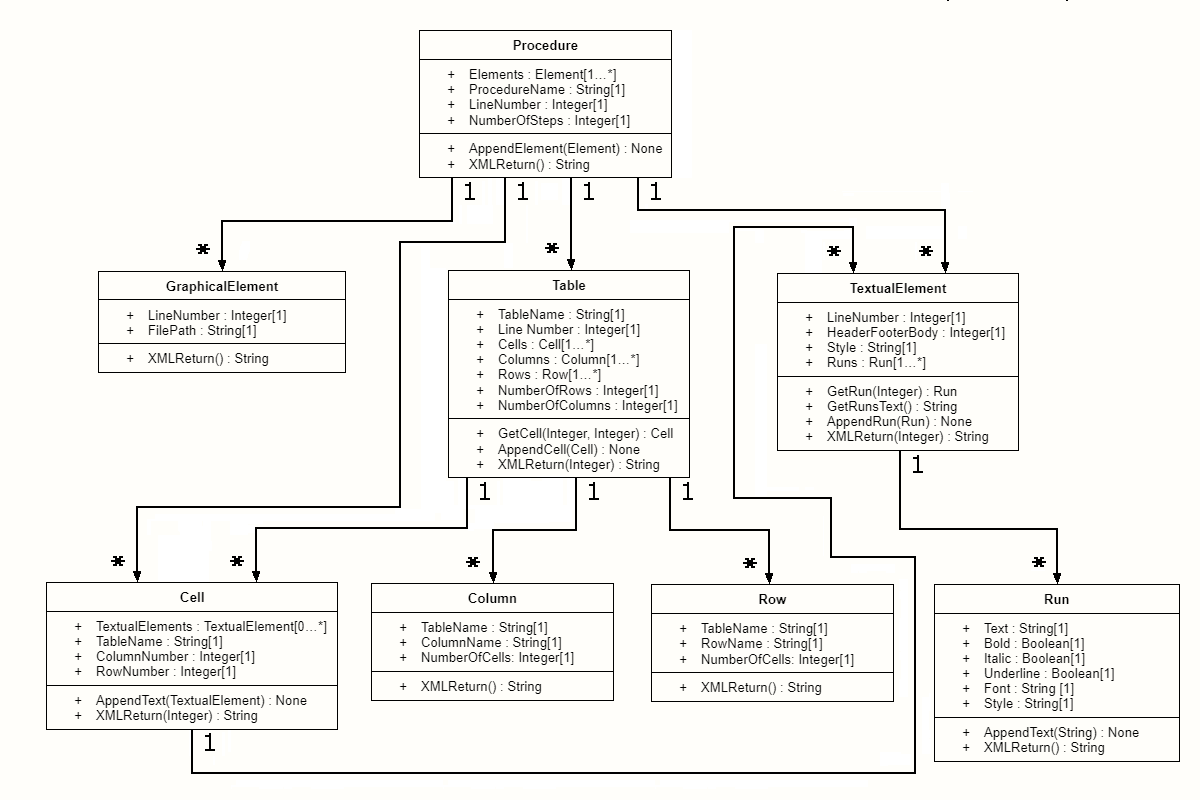 Procedure
+ Elements : Element[1...*]
+ ProcedureName : String[1]
+ LineNumber : Integer[1]
+ NumberOfSteps : Integer[1]
+ AppendElement(Element) : None
+ XMLReturn() : String
1 1 1 1
* * * *
GraphicalElement
+ LineNumber : Integer[1]
+ FilePath : String[1]
+ XMLReturn() : String
Table
+ TableName : String[1]
+ Line Number : Integer[1]
+ Cells : Cell[1...*]
+ Columns : Column[1...*]
+ Rows : Row[1...*]
+ NumberOfRows : Integer[1]
+ NumberOfColumns : Integer[1]
+ GetCell(Integer, Integer) : Cell
+ AppendCell(Cell) : None
+ XMLReturn(Integer) : String
TextualElement
+ LineNumber : Integer[1]
+ HeaderFooterBody : Integer[1]
+ Style : String[1]
+ Runs : Run[1...*]
+ GetRun(Integer) : Run
+ GetRunsText() : String
+ AppendRun(Run) : None
+ XMLReturn(Integer) : String
1 1 1 1
* * * * *
Cell
+ TextualElements : TextualElement[0...*]
+ TableName : String[1]
+ ColumnNumber : Integer[1]
+ RowNumber : Integer[1]
+ AppendText(TextualElement) : None
+ XMLReturn(Integer) : String
1
Column
+ TableName : String[1]
+ ColumnName : String[1]
+ NumberOfCells: Integer[1]
+ XMLReturn() : String
Row
+ TableName : String[1]
+ RowName : String[1]
+ NumberOfCells: Integer[1]
+ XMLReturn() : String
Run
+ Text : String[1]
+ Bold : Boolean[1]
+ Italic : Boolean[1]
+ Underline : Boolean[1]
+ Font : String [1]
+ Style : String[1]
+ AppendText(String) : None
+ XMLReturn() : String